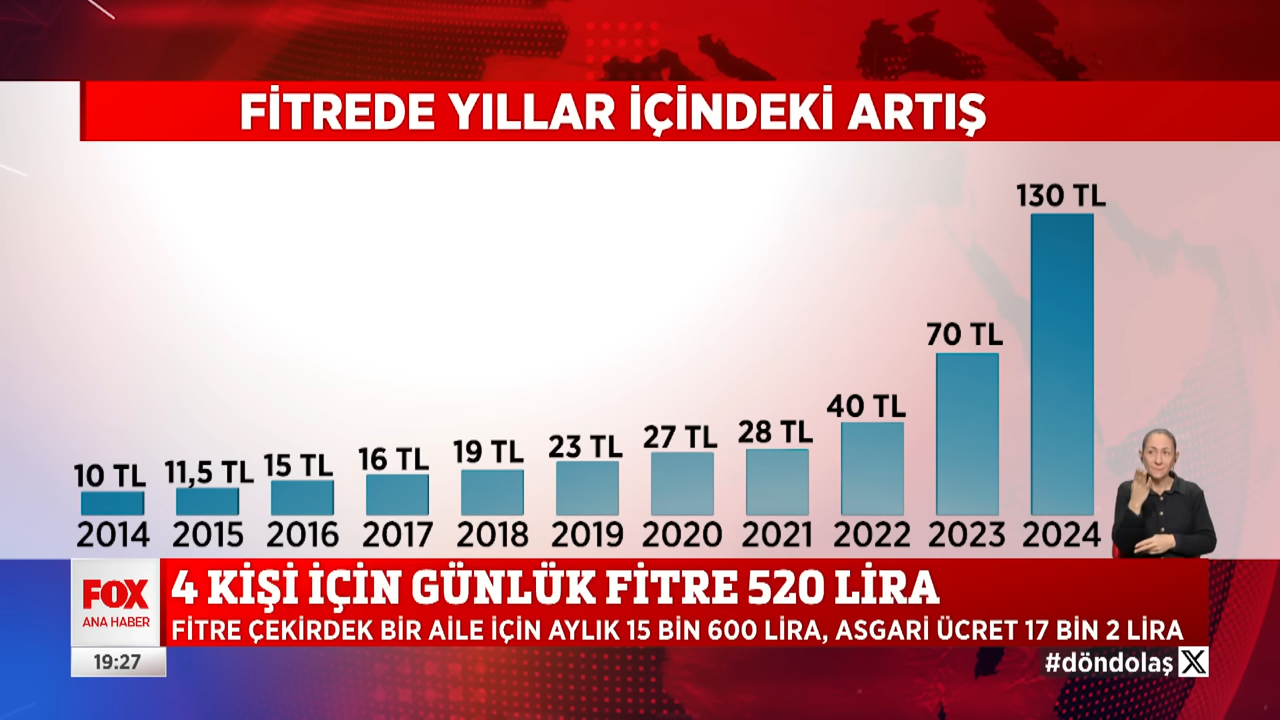 FİTREDE YILLAR İÇİNDEKİ ARTIŞ
10 TL 11,5 TL 15 TL 16 TL 19 TL 23 TL 27 TL 28 TL 40 TL 70 TL 130 TL
2014 2015 2016 2017 2018 2019 2020 2021 2022 2023 2024
FOX
ANA HABER
19:27
4 KİŞİ İÇİN GÜNLÜK FİTRE 520 LİRA
FİTRE ÇEKİRDEK BİR AİLE İÇİN AYLIK 15 BİN 600 LİRA, ASGARİ ÜCRET 17 BİN 2 LİRA
#döndolaş X